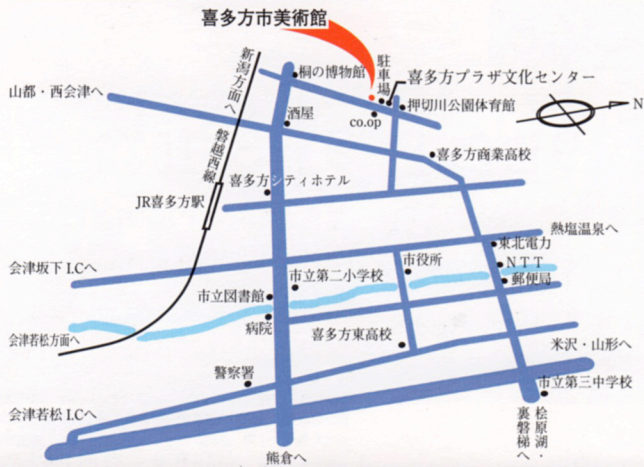 喜多方市美術館
新潟方面へ
桐の博物館
駐車場
喜多方プラザ文化センター
山都・西会津へ
酒屋
co.op
押切川公園体育館
N
磐越西線
喜多方商業高校
喜多方シティホテル
JR喜多方駅
熱塩温泉へ
東北電力
会津坂下 I.Cへ
市立第二小学校
市役所
NTT
郵便局
市立図書館
病院
会津若松方面へ
喜多方東高校
米沢・山形へ
警察署
市立第三中学校
会津若松 I.Cへ
桧原湖・
裏磐梯へ
熊倉へ